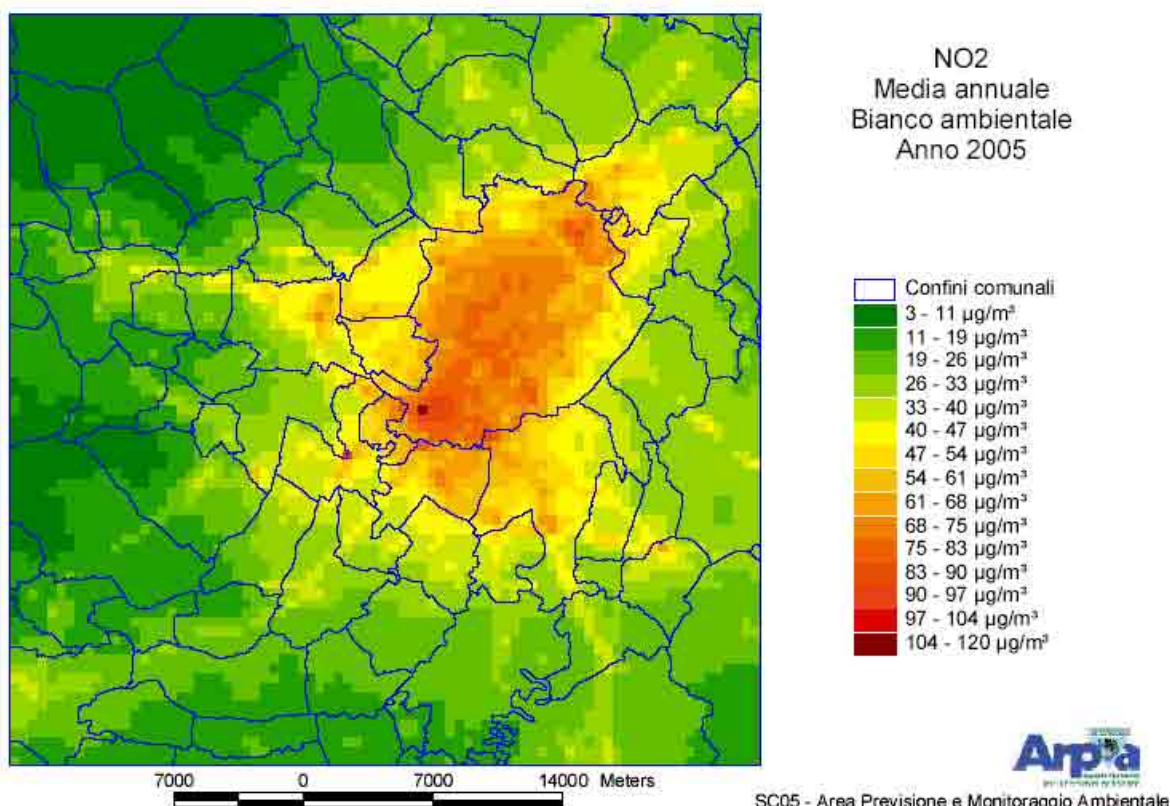 NO2
Media annuale
Bianco ambientale
Anno 2005
Confini comunali
3 - 11 µg/m³
11 - 19 µg/m³
19 - 26 µg/m³
26 - 33 µg/m³
33 - 40 µg/m³
40 - 47 µg/m³
47 - 54 µg/m³
54 - 61 µg/m³
61 - 68 µg/m³
68 - 75 µg/m³
75 - 83 µg/m³
83 - 90 µg/m³
90 - 97 µg/m³
97 - 104 µg/m³
104 - 120 µg/m³
7000 0 7000 14000 Meters
Arpa
SC05 - Area Previsione e Monitoraggio Ambientale